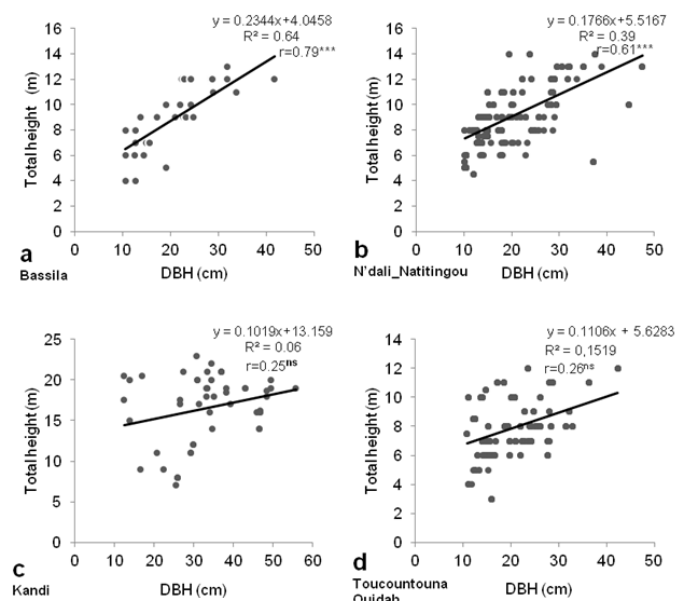 y = 0.2344x+4.0458
R² = 0.64
r=0.79***
Total height (m)
16
14
12
10
8
6
4
2
0
0 10 20 30 40 50
DBH (cm)
a
Bassila
y = 0.1766x+5.5167
R² = 0.39
r=0.61***
Total height (m)
16
14
12
10
8
6
4
2
0
0 10 20 30 40 50
DBH (cm)
b
N'dali_Natitingou
y = 0.1019x+13.159
R² = 0.06
r=0.25ns
Total height (m)
25
20
15
10
5
0
0 10 20 30 40 50 60
DBH (cm)
c
Kandi
y = 0.1106x + 5.6283
R² = 0,1519
r=0.26ns
Total height (m)
14
12
10
8
6
4
2
0
0 10 20 30 40 50
DBH (cm)
d
Toucountouna
Ouidah